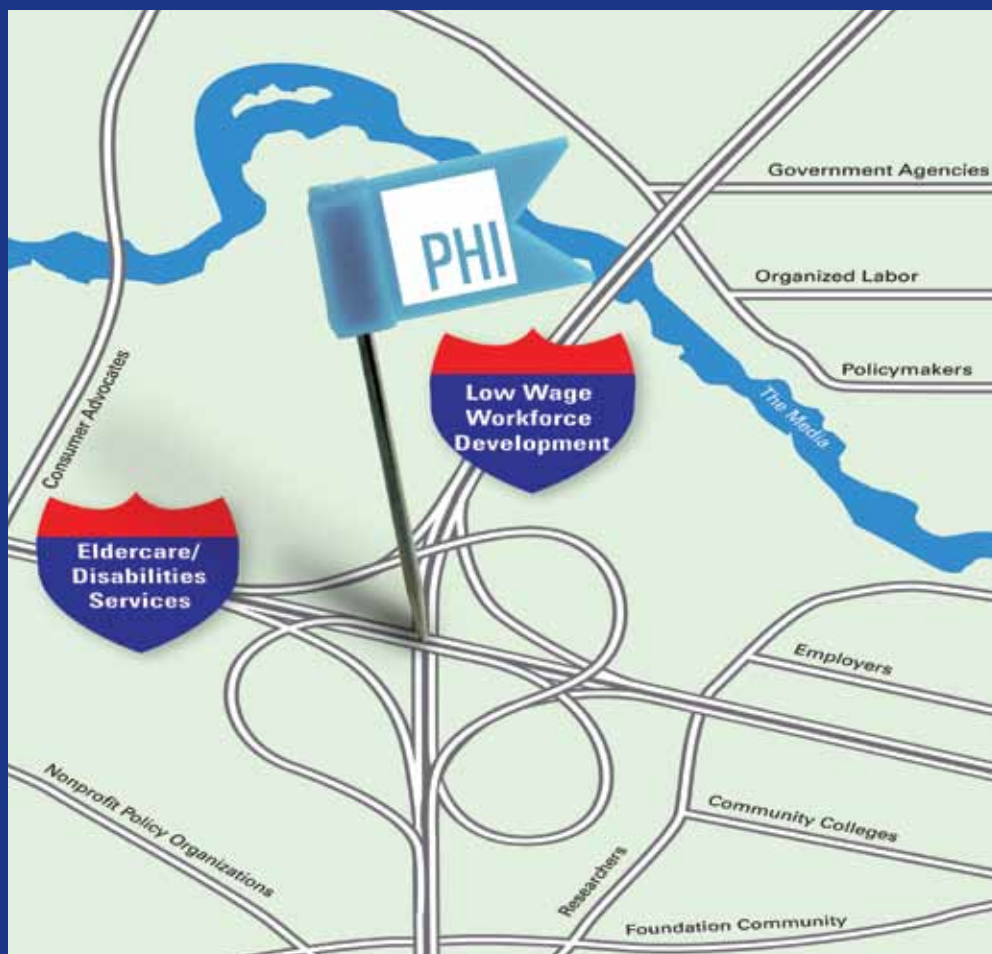 Government Agencies
PHI
Organized Labor
Policymakers
The Media
Consumer Advocates
Low Wage
Workforce
Development
Eldercare/
Disabilities
Services
Employers
Nonprofit Policy Organizations
Community Colleges
Researchers
Foundation Community